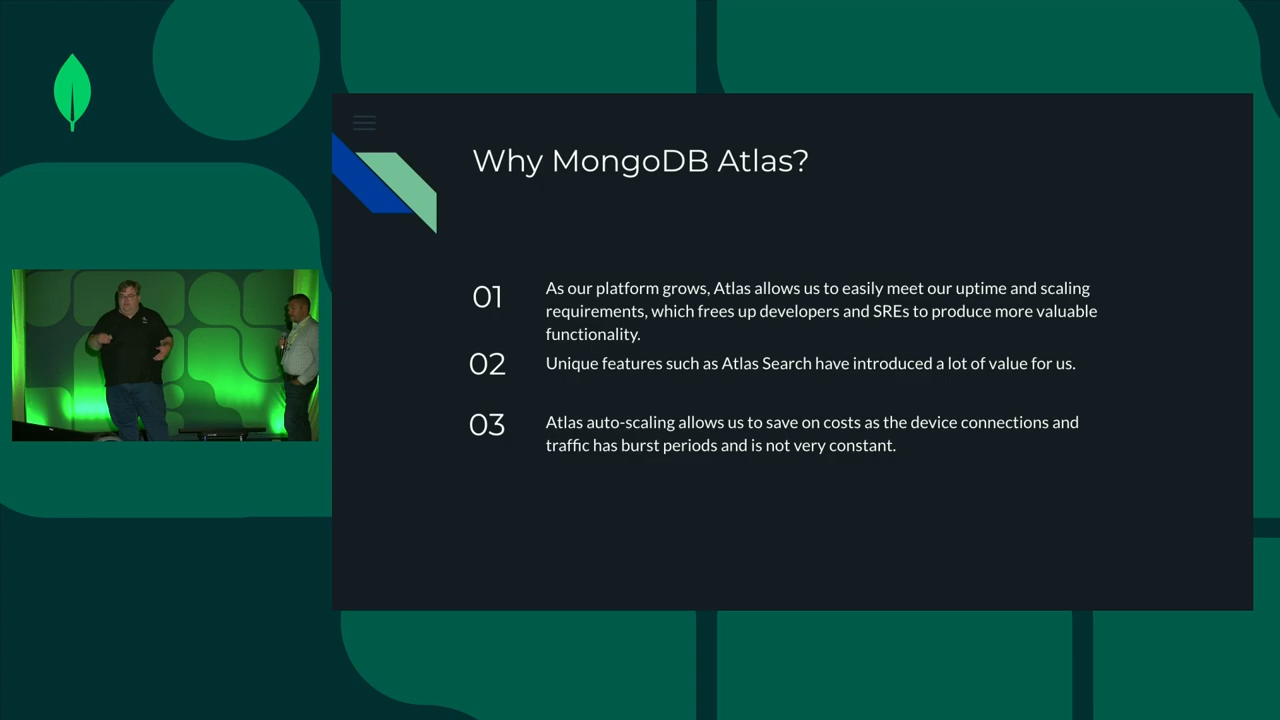 Why MongoDB Atlas?
01
As our platform grows, Atlas allows us to easily meet our uptime and scaling
requirements, which frees up developers and SREs to produce more valuable
functionality.
02
Unique features such as Atlas Search have introduced a lot of value for us.
03
Atlas auto-scaling allows us to save on costs as the device connections and
traffic has burst periods and is not very constant.